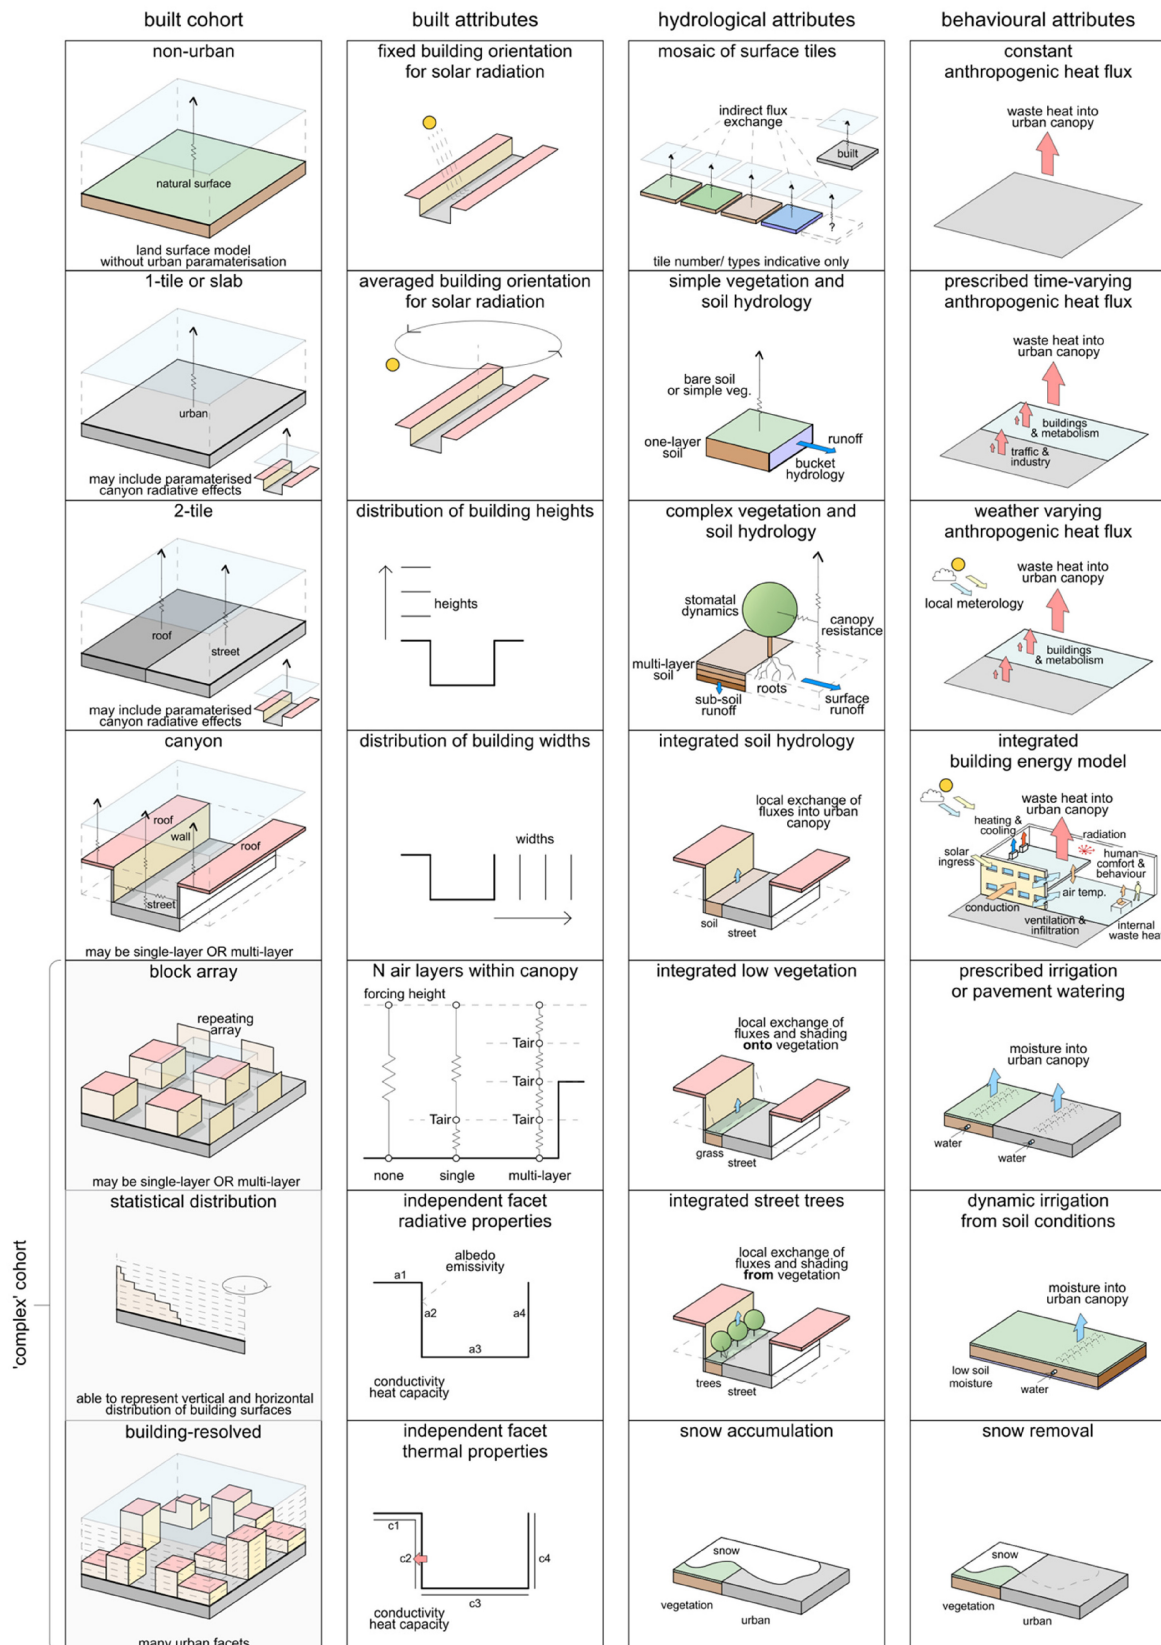 built cohort
built attributes
hydrological attributes
behavioural attributes
non-urban
natural surface
land surface model
without urban paramaterisation
fixed building orientation
for solar radiation
mosaic of surface tiles
indirect flux
exchange
built
?
tile number/ types indicative only
constant
anthropogenic heat flux
waste heat into
urban canopy
1-tile or slab
urban
may include paramaterised
canyon radiative effects
averaged building orientation
for solar radiation
simple vegetation and
soil hydrology
bare soil
or simple veg.
one-layer
soil
runoff
bucket
hydrology
prescribed time-varying
anthropogenic heat flux
waste heat into
urban canopy
buildings
& metabolism
traffic &
industry
2-tile
roof
street
may include paramaterised
canyon radiative effects
distribution of building heights
heights
complex vegetation and
soil hydrology
stomatal
dynamics
canopy
resistance
multi-layer
soil
roots
sub-soil
runoff
surface
runoff
weather varying
anthropogenic heat flux
waste heat into
urban canopy
local meterology
buildings
& metabolism
canyon
roof
wall
roof
street
may be single-layer OR multi-layer
distribution of building widths
widths
integrated soil hydrology
local exchange of
fluxes into urban
canopy
soil
street
integrated
building energy model
waste heat into
urban canopy
heating &
cooling
radiation
solar
ingress
human
comfort &
behaviour
air temp.
conduction
ventilation &
infiltration
internal
waste heat
'complex' cohort
block array
repeating
array
may be single-layer OR multi-layer
N air layers within canopy
forcing height
Tair
Tair
Tair
Tair
none
single
multi-layer
integrated low vegetation
local exchange of
fluxes and shading
onto vegetation
grass
street
prescribed irrigation
or pavement watering
moisture into
urban canopy
water
water
statistical distribution
able to represent vertical and horizontal
distribution of building surfaces
independent facet
radiative properties
albedo
emissivity
a1
a2
a4
a3
conductivity
heat capacity
integrated street trees
local exchange of
fluxes and shading
from vegetation
trees
street
dynamic irrigation
from soil conditions
moisture into
urban canopy
low soil
moisture
water
building-resolved
many urban facets
independent facet
thermal properties
c1
c2
c4
c3
conductivity
heat capacity
snow accumulation
snow
vegetation
urban
snow removal
snow
vegetation
urban